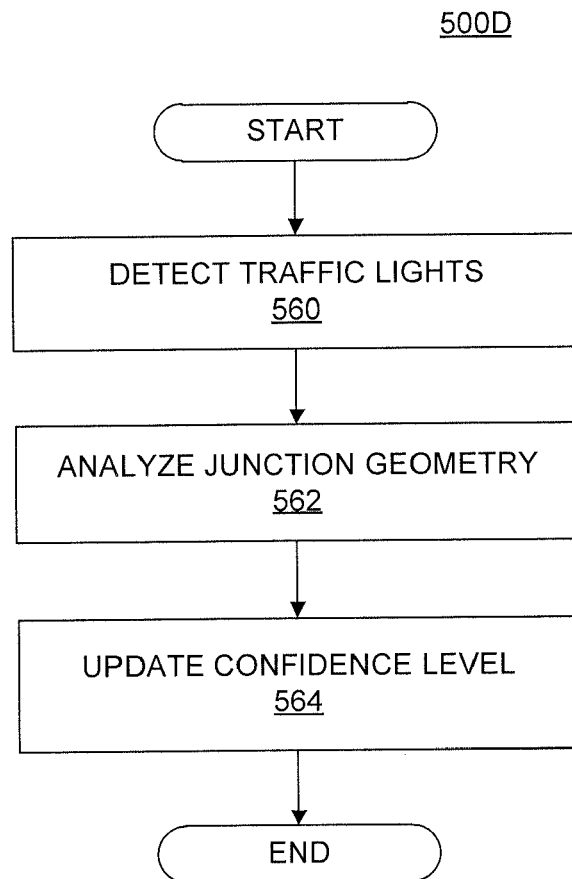 500D
START
DETECT TRAFFIC LIGHTS
560
ANALYZE JUNCTION GEOMETRY
562
UPDATE CONFIDENCE LEVEL
564
END